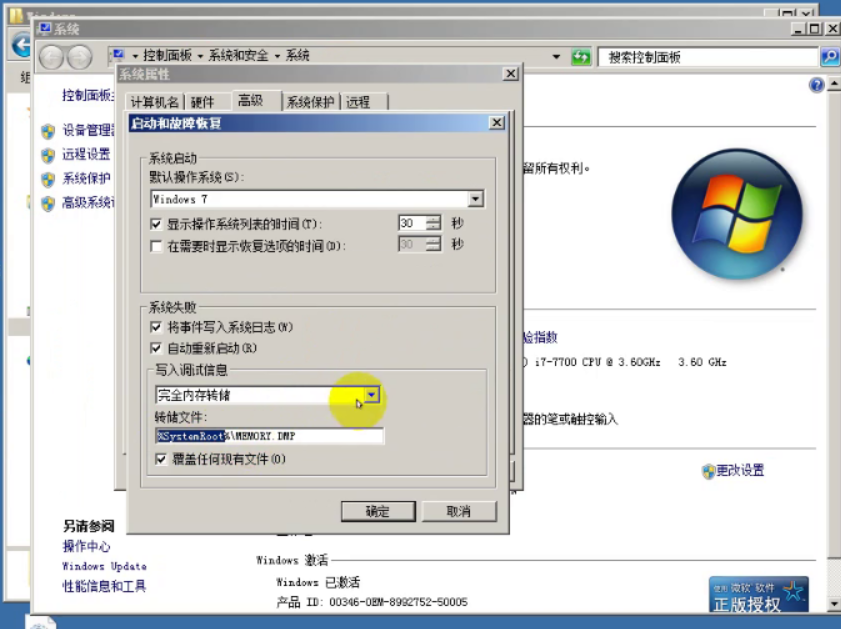 系统
控制面板 系统和安全 系统
搜索控制面板
系统属性
计算机名 硬件 高级 系统保护 远程
启动和故障恢复
系统启动
默认操作系统(S):
Windows 7
显示操作系统列表的时间(T): 30 秒
在需要时显示恢复选项的时间(D): 30 秒
系统失败
将事件写入系统日志(W)
自动重新启动(R)
写入调试信息
完全内存转储
转储文件:
%SystemRoot%\MEMORY.DMP
覆盖任何现有文件(O)
确定 取消
控制面板
设备管理
远程设置
系统保护
高级系统
留所有权利。
指数
i7-7700 CPU @ 3.60GHz 3.60 GHz
的笔或触控输入
更改设置
另请参阅
操作中心
Windows Update
性能信息和工具
Windows 激活
Windows 已激活
产品 ID: 00346-OEM-8992752-50005
使用 微软 软件
正版授权